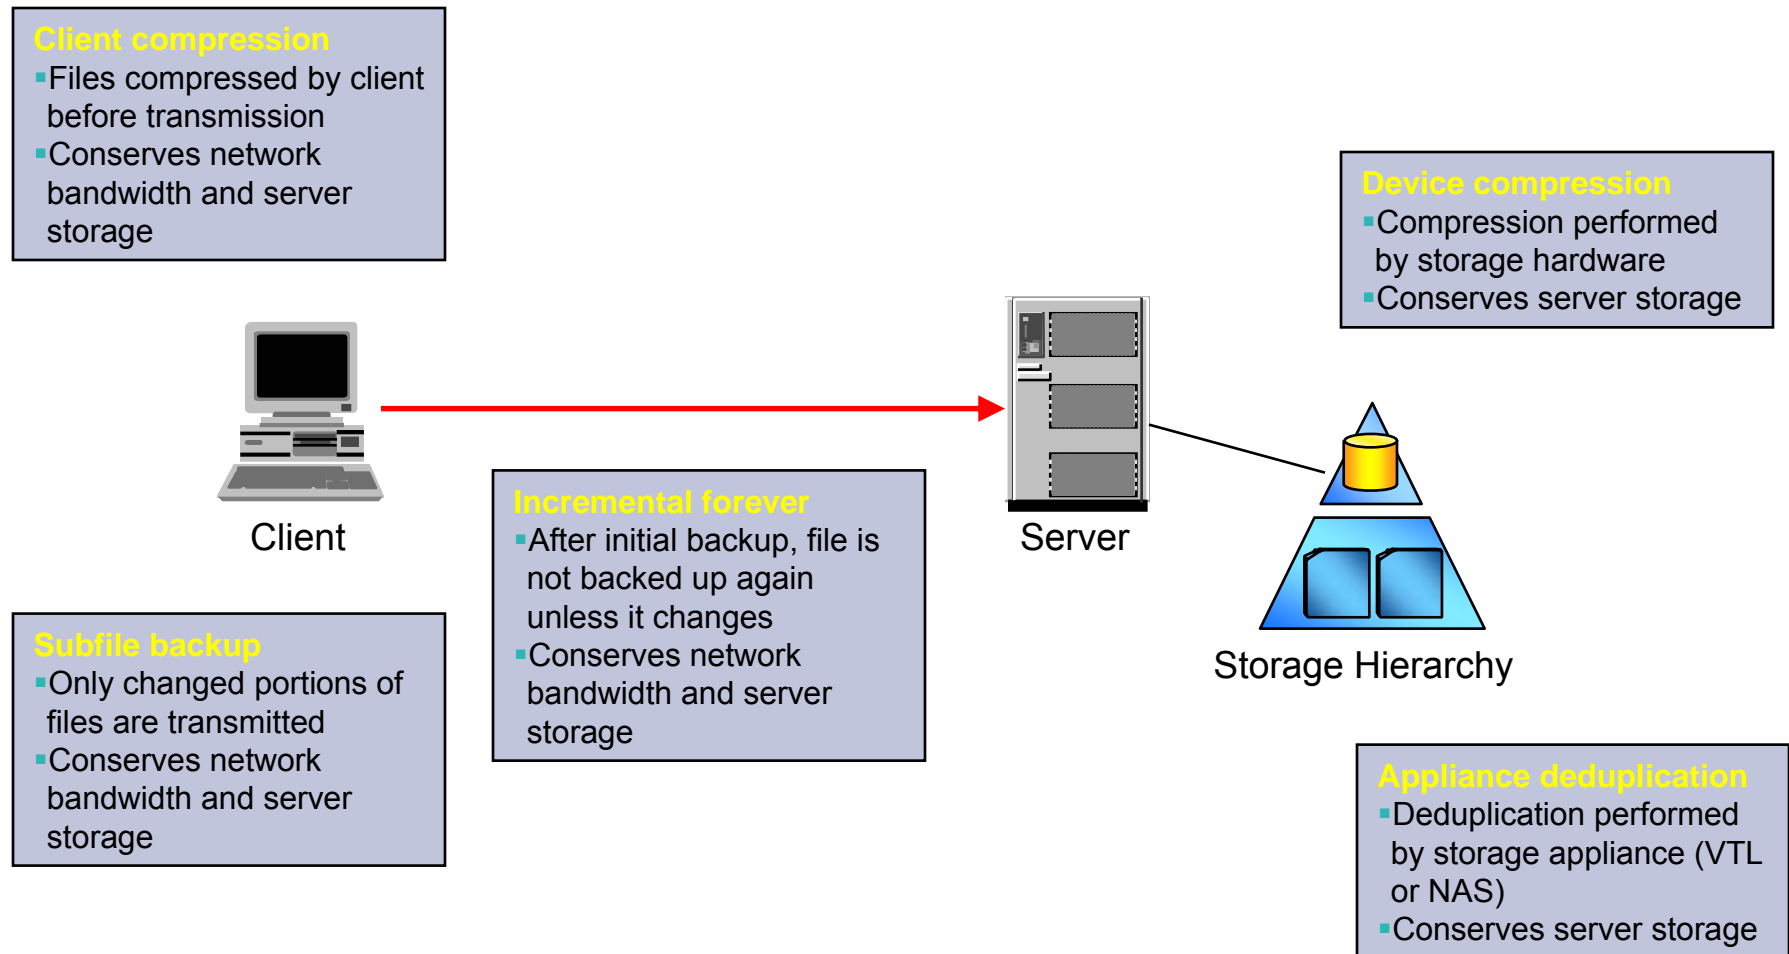 Client compression
▪Files compressed by client
before transmission
▪Conserves network
bandwidth and server
storage
Device compression
▪Compression performed
by storage hardware
▪Conserves server storage
Client
Server
Incremental forever
▪After initial backup, file is
not backed up again
unless it changes
▪Conserves network
bandwidth and server
storage
Subfile backup
▪Only changed portions of
files are transmitted
▪Conserves network
bandwidth and server
storage
Storage Hierarchy
Appliance deduplication
▪Deduplication performed
by storage appliance (VTL
or NAS)
▪Conserves server storage